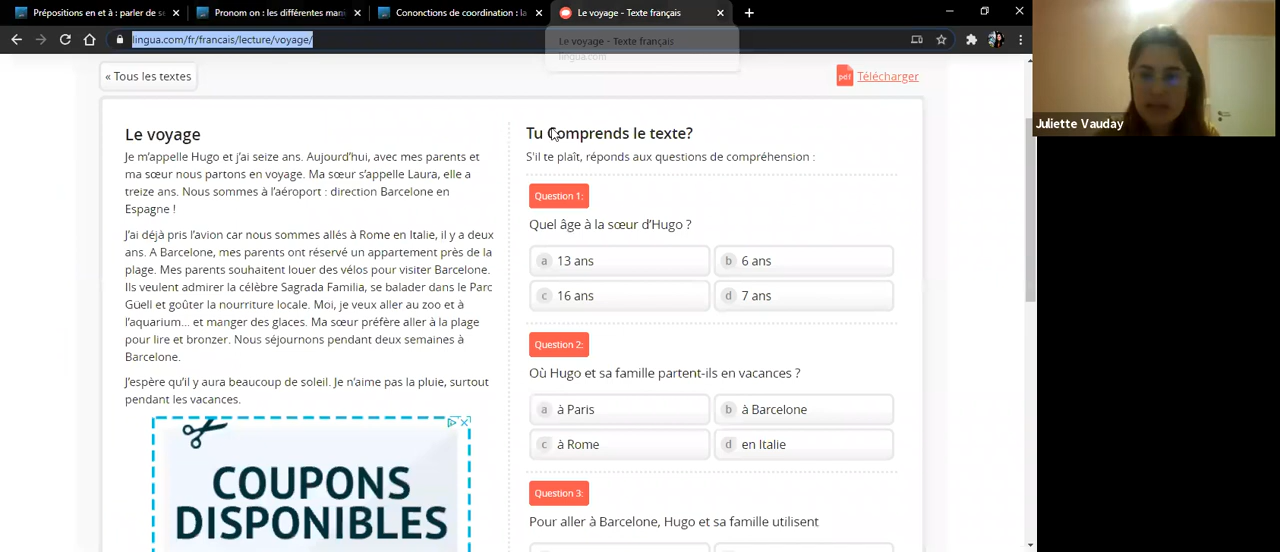 Prépositions en et à : parler de se
Pronom on : les différentes mani
Cononctions de coordination : la
Le voyage - Texte français
lingua.com/fr/francais/lecture/voyage/
Le voyage - Texte français
lingua.com
« Tous les textes
pdf Télécharger
Juliette Vauday
Le voyage
Je m'appelle Hugo et j'ai seize ans. Aujourd'hui, avec mes parents et
ma sœur nous partons en voyage. Ma sœur s'appelle Laura, elle a
treize ans. Nous sommes à l'aéroport : direction Barcelone en
Espagne !
J'ai déjà pris l'avion car nous sommes allés à Rome en Italie, il y a deux
ans. A Barcelone, mes parents ont réservé un appartement près de la
plage. Mes parents souhaitent louer des vélos pour visiter Barcelone.
Ils veulent admirer la célèbre Sagrada Familia, se balader dans le Parc
Güell et goûter la nourriture locale. Moi, je veux aller au zoo et à
l'aquarium... et manger des glaces. Ma sœur préfère aller à la plage
pour lire et bronzer. Nous séjournons pendant deux semaines à
Barcelone.
J'espère qu'il y aura beaucoup de soleil. Je n'aime pas la pluie, surtout
pendant les vacances.
COUPONS
DISPONIBLES
Tu Comprends le texte?
S'il te plaît, réponds aux questions de compréhension :
Question 1:
Quel âge à la sœur d'Hugo ?
a 13 ans
b 6 ans
c 16 ans
d 7 ans
Question 2:
Où Hugo et sa famille partent-ils en vacances ?
a à Paris
b à Barcelone
c à Rome
d en Italie
Question 3:
Pour aller à Barcelone, Hugo et sa famille utilisent